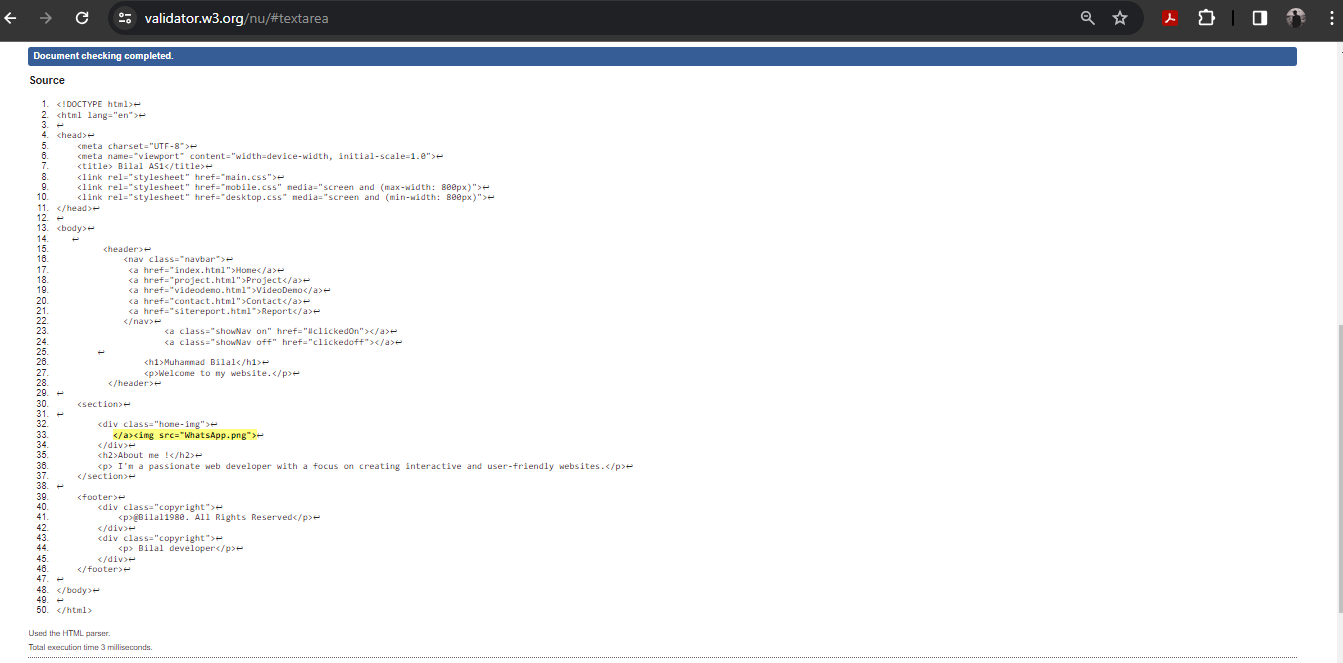 validator.w3.org/nu/#textarea
Document checking completed.
Source
1. <!DOCTYPE html>↩
2. <html lang="en">↩
3. ↩
4. <head>↩
5. <meta charset="UTF-8">↩
6. <meta name="viewport" content="width=device-width, initial-scale=1.0">↩
7. <title> Bilal AS1</title>↩
8. <link rel="stylesheet" href="main.css">↩
9. <link rel="stylesheet" href="mobile.css" media="screen and (max-width: 800px)">↩
10. <link rel="stylesheet" href="desktop.css" media="screen and (min-width: 800px)">↩
11. </head>↩
12. ↩
13. <body>↩
14. ↩
15. <header>↩
16. <nav class="navbar">↩
17. <a href="index.html">Home</a>↩
18. <a href="project.html">Project</a>↩
19. <a href="videodemo.html">VideoDemo</a>↩
20. <a href="contact.html">Contact</a>↩
21. <a href="sitereport.html">Report</a>↩
22. </nav>↩
23. <a class="showNav on" href="#clickedOn"></a>↩
24. <a class="showNav off" href="clickedoff"></a>↩
25. ↩
26. <h1>Muhammad Bilal</h1>↩
27. <p>Welcome to my website.</p>↩
28. </header>↩
29. ↩
30. <section>↩
31. ↩
32. <div class="home-img">↩
33. </a><img src="WhatsApp.png">↩
34. </div>↩
35. <h2>About me !</h2>↩
36. <p> I'm a passionate web developer with a focus on creating interactive and user-friendly websites.</p>↩
37. </section>↩
38. ↩
39. <footer>↩
40. <div class="copyright">↩
41. <p>@Bilal1980. All Rights Reserved</p>↩
42. </div>↩
43. <div class="copyright">↩
44. <p> Bilal developer</p>↩
45. </div>↩
46. </footer>↩
47. ↩
48. </body>↩
49. ↩
50. </html>
Used the HTML parser.
Total execution time 3 milliseconds.